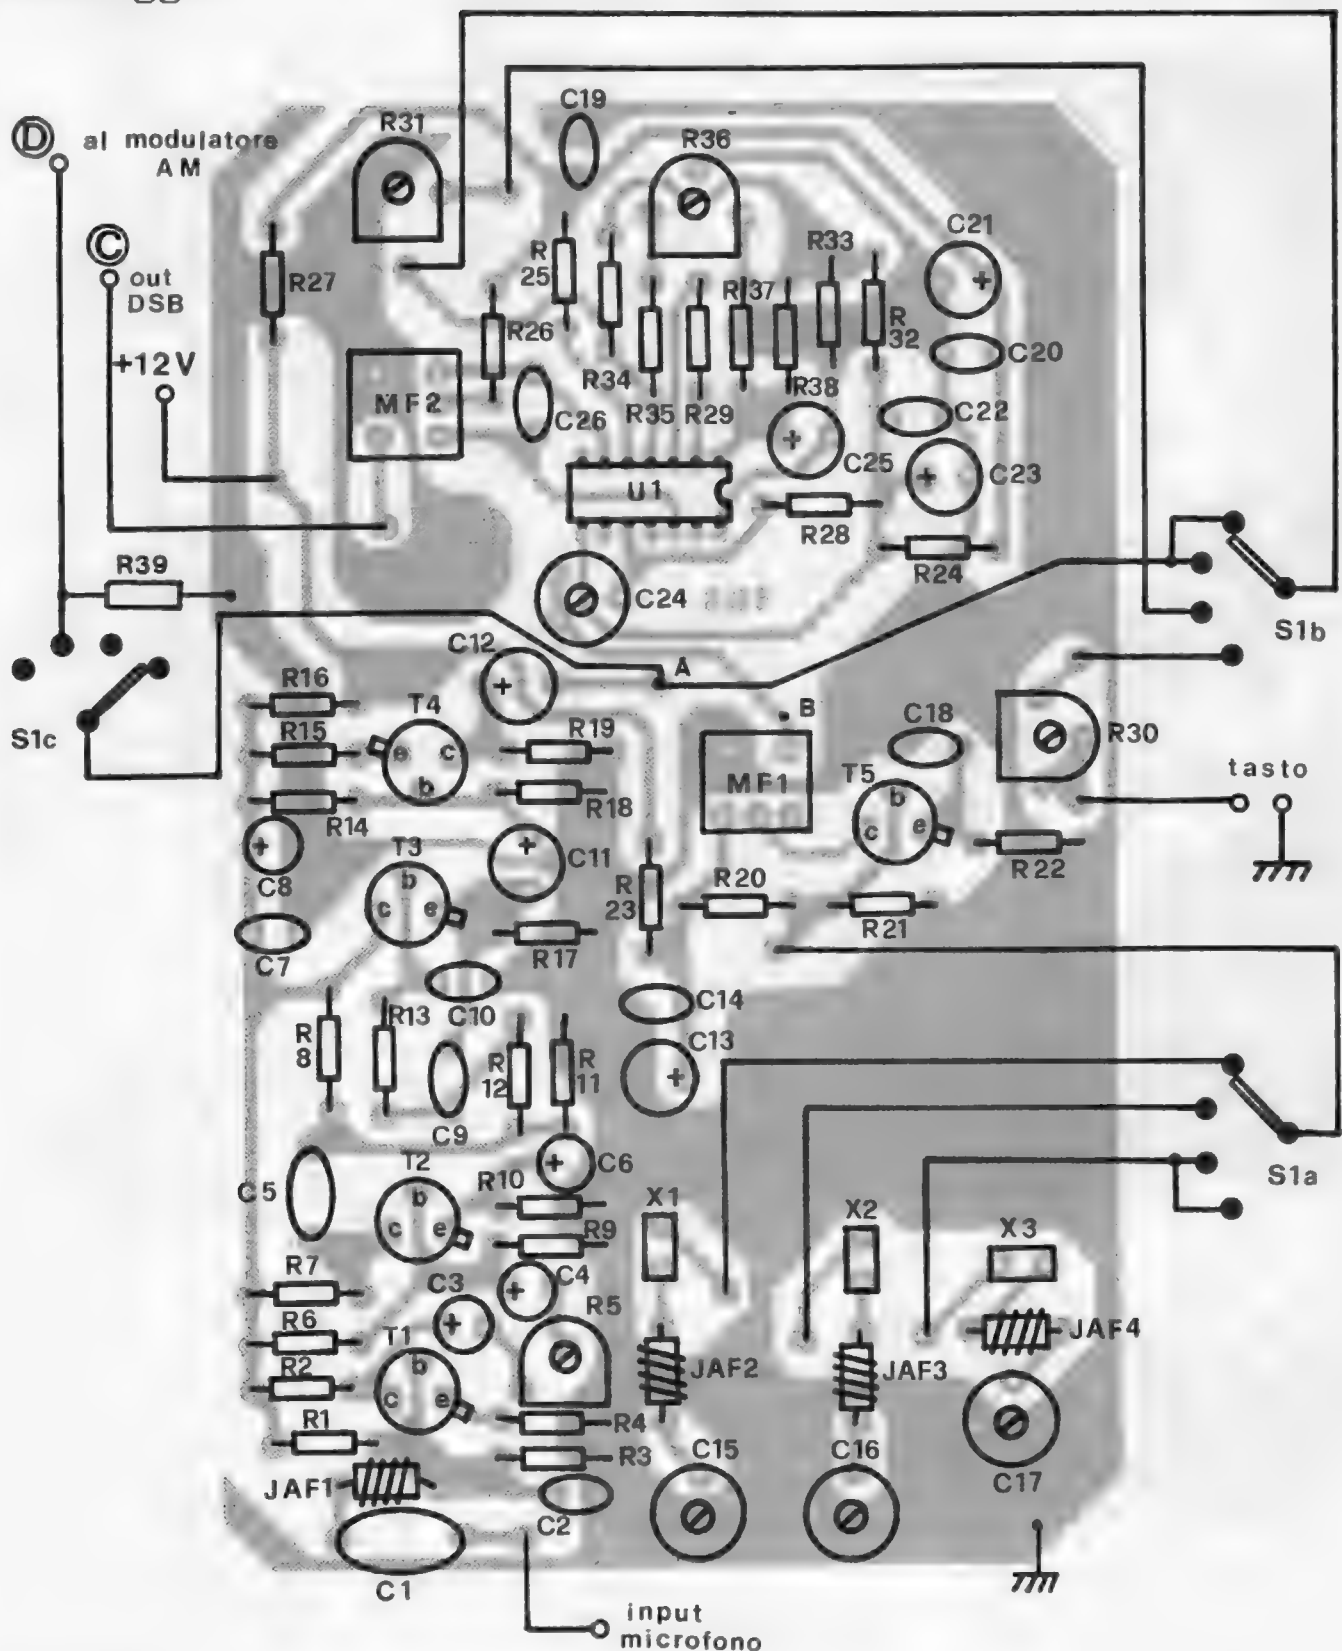 C19
R31
R36
D al modulatore
AM
C
out
DSB
+12V
R27
R
25
R26
R33
C21
R37
R
32
C20
R34
R38
MF2
C26
R35
R29
C22
C25
C23
U1
R28
R24
R39
C24
S1b
C12
A
R16
T4
B
C18
S1c
R15
e
c
b
R19
R30
MF1
T5
tasto
R18
R14
b
c
e
T3
C11
C8
b
c
e
R
23
R20
R22
R21
C7
R17
C10
C14
R
8
R13
C13
R
12
R
11
C9
T2
C6
S1a
C5
b
c
e
R10
X1
X2
X3
R9
R7
C3
C4
R5
R6
T1
JAF4
R2
b
c
e
JAF2
JAF3
R1
R4
R3
C15
C16
C17
JAF1
C2
C1
input
microfono